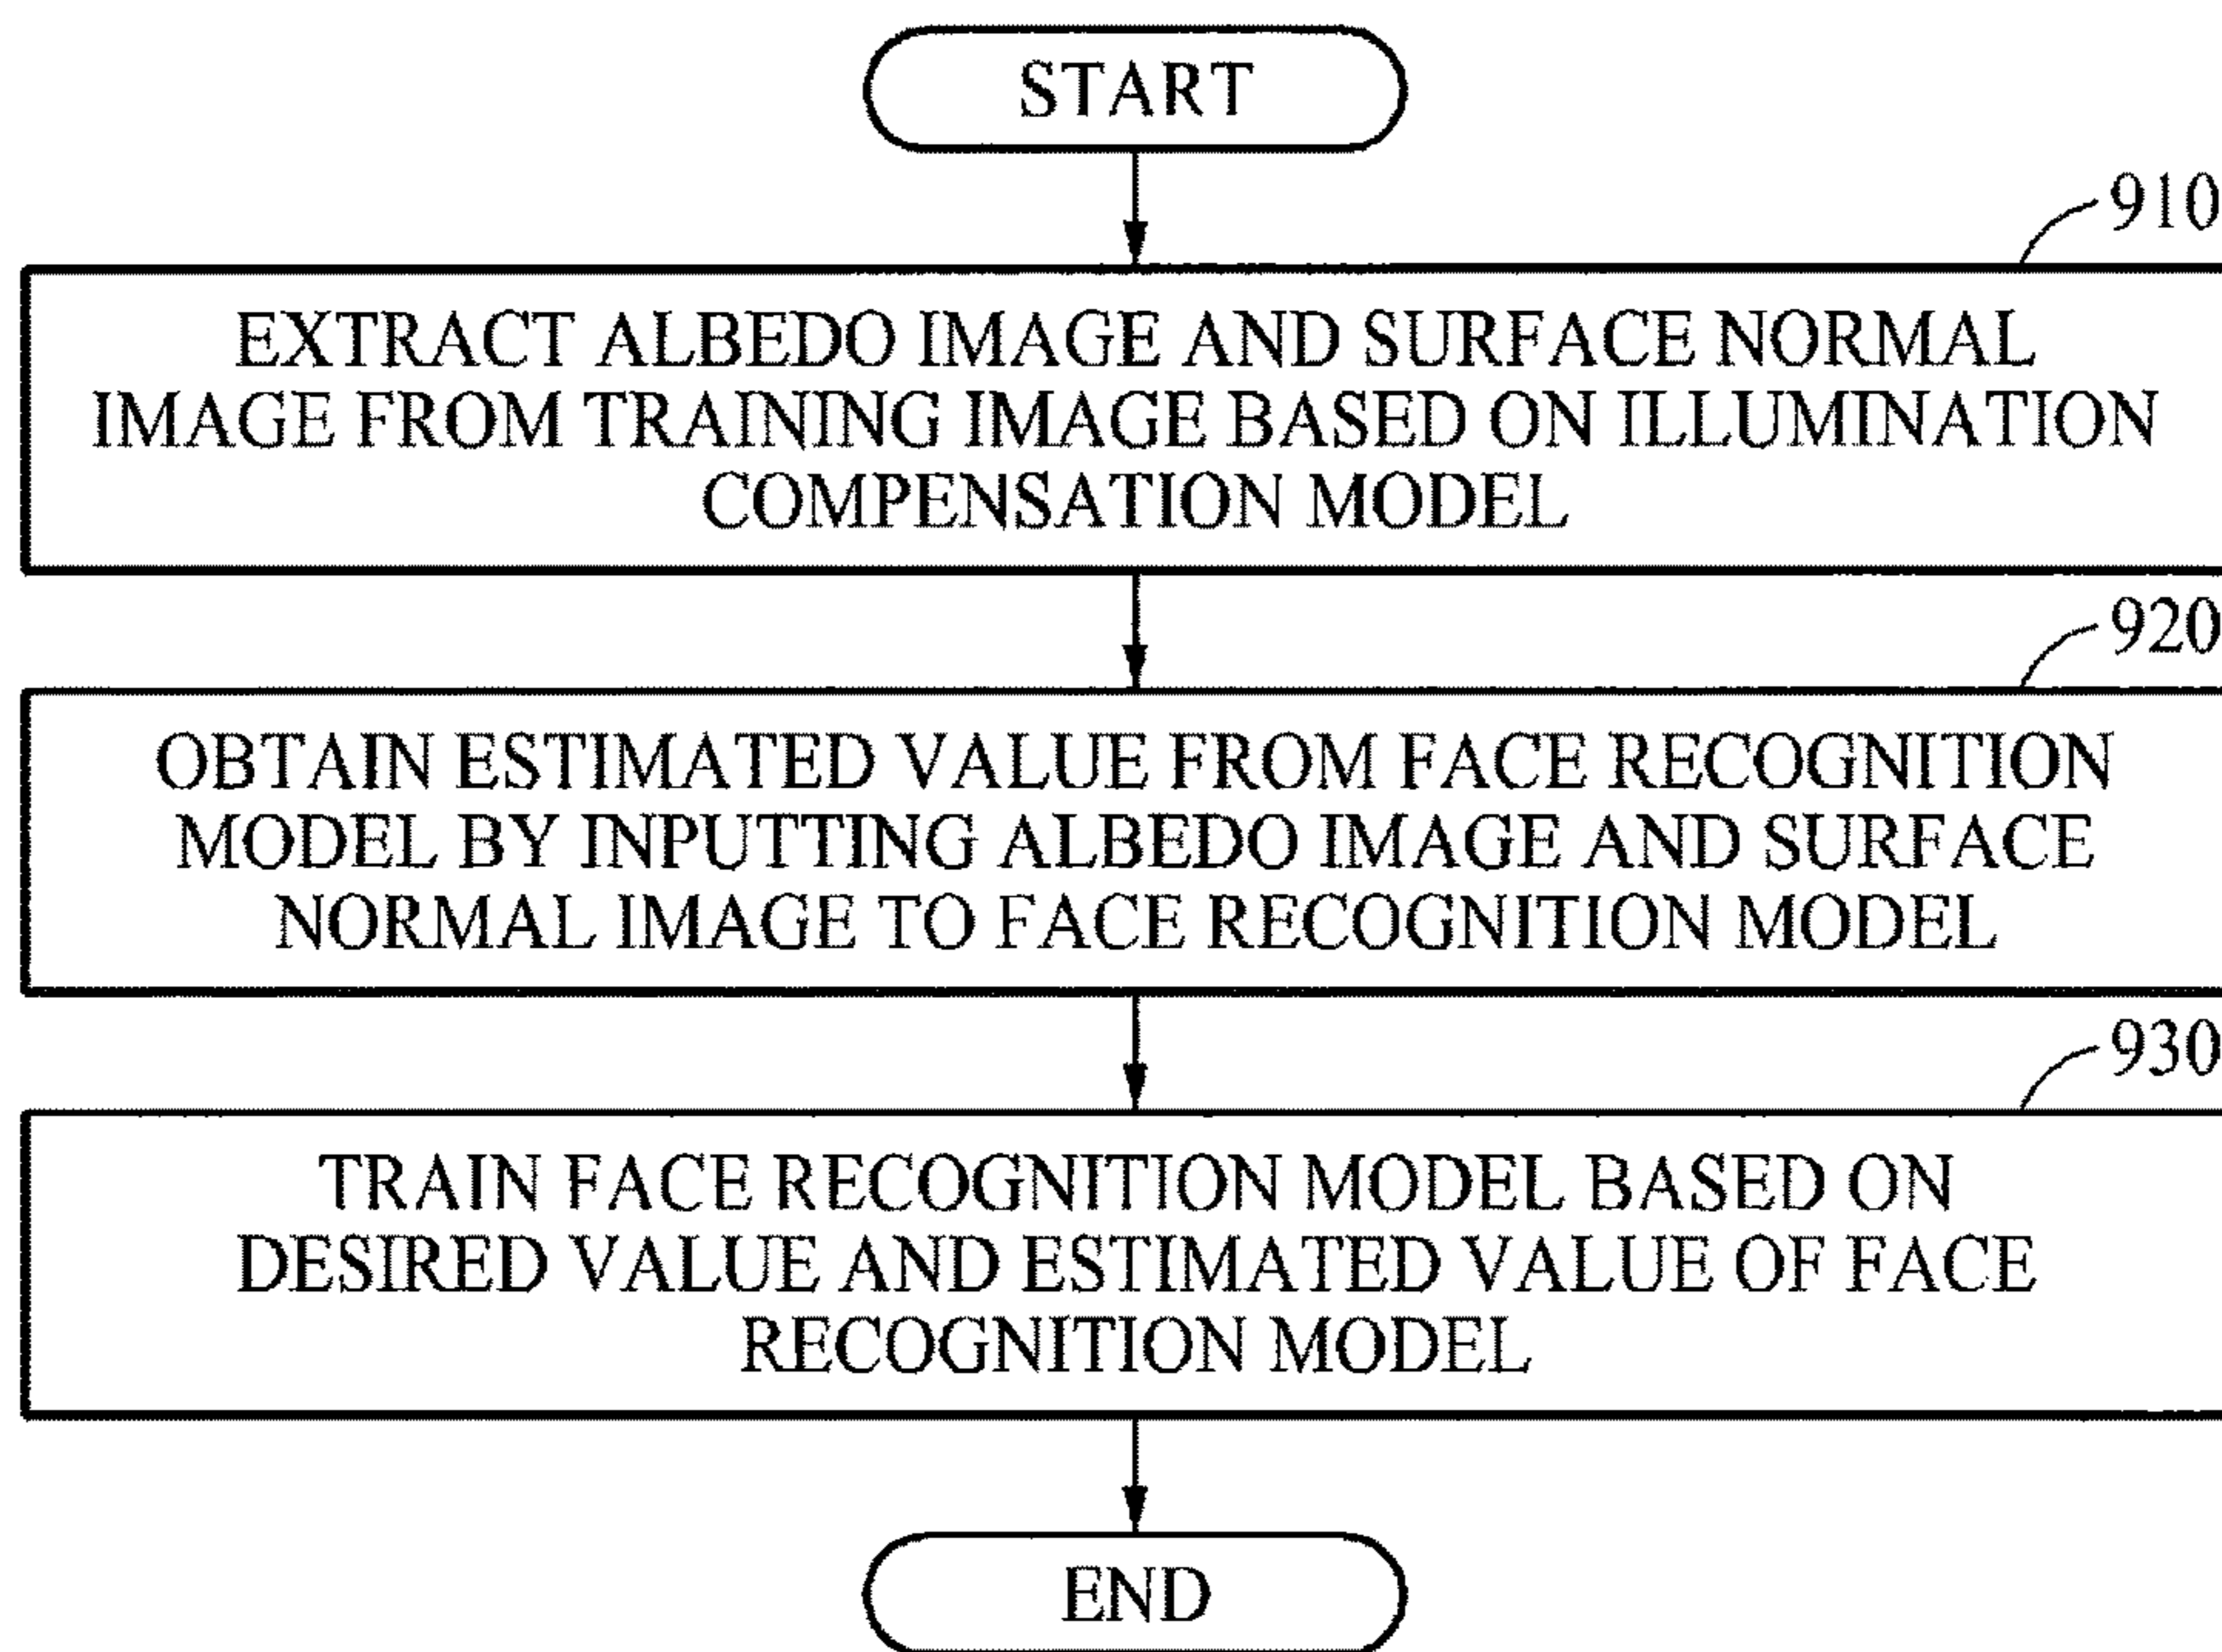 START
910
EXTRACT ALBEDO IMAGE AND SURFACE NORMAL
IMAGE FROM TRAINING IMAGE BASED ON ILLUMINATION
COMPENSATION MODEL
920
OBTAIN ESTIMATED VALUE FROM FACE RECOGNITION
MODEL BY INPUTTING ALBEDO IMAGE AND SURFACE
NORMAL IMAGE TO FACE RECOGNITION MODEL
930
TRAIN FACE RECOGNITION MODEL BASED ON
DESIRED VALUE AND ESTIMATED VALUE OF FACE
RECOGNITION MODEL
END